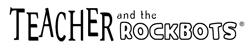 TEACHER and the ROCKBOTS®